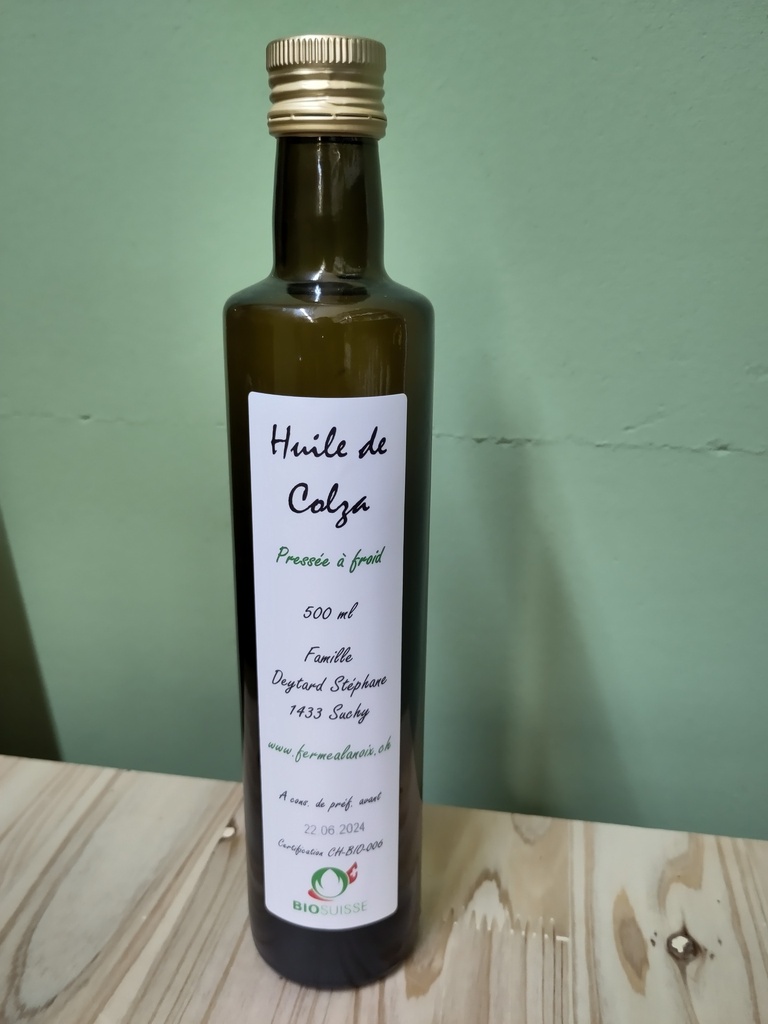 Huile de
Colza
Pressée à froid
500 ml
Famille
Deytard Stéphane
1433 Suchy
www.fermealanoix.ch
A cons. de préf. avant
22.06.2024
Certification CH-BIO-006
BIOSUISSE